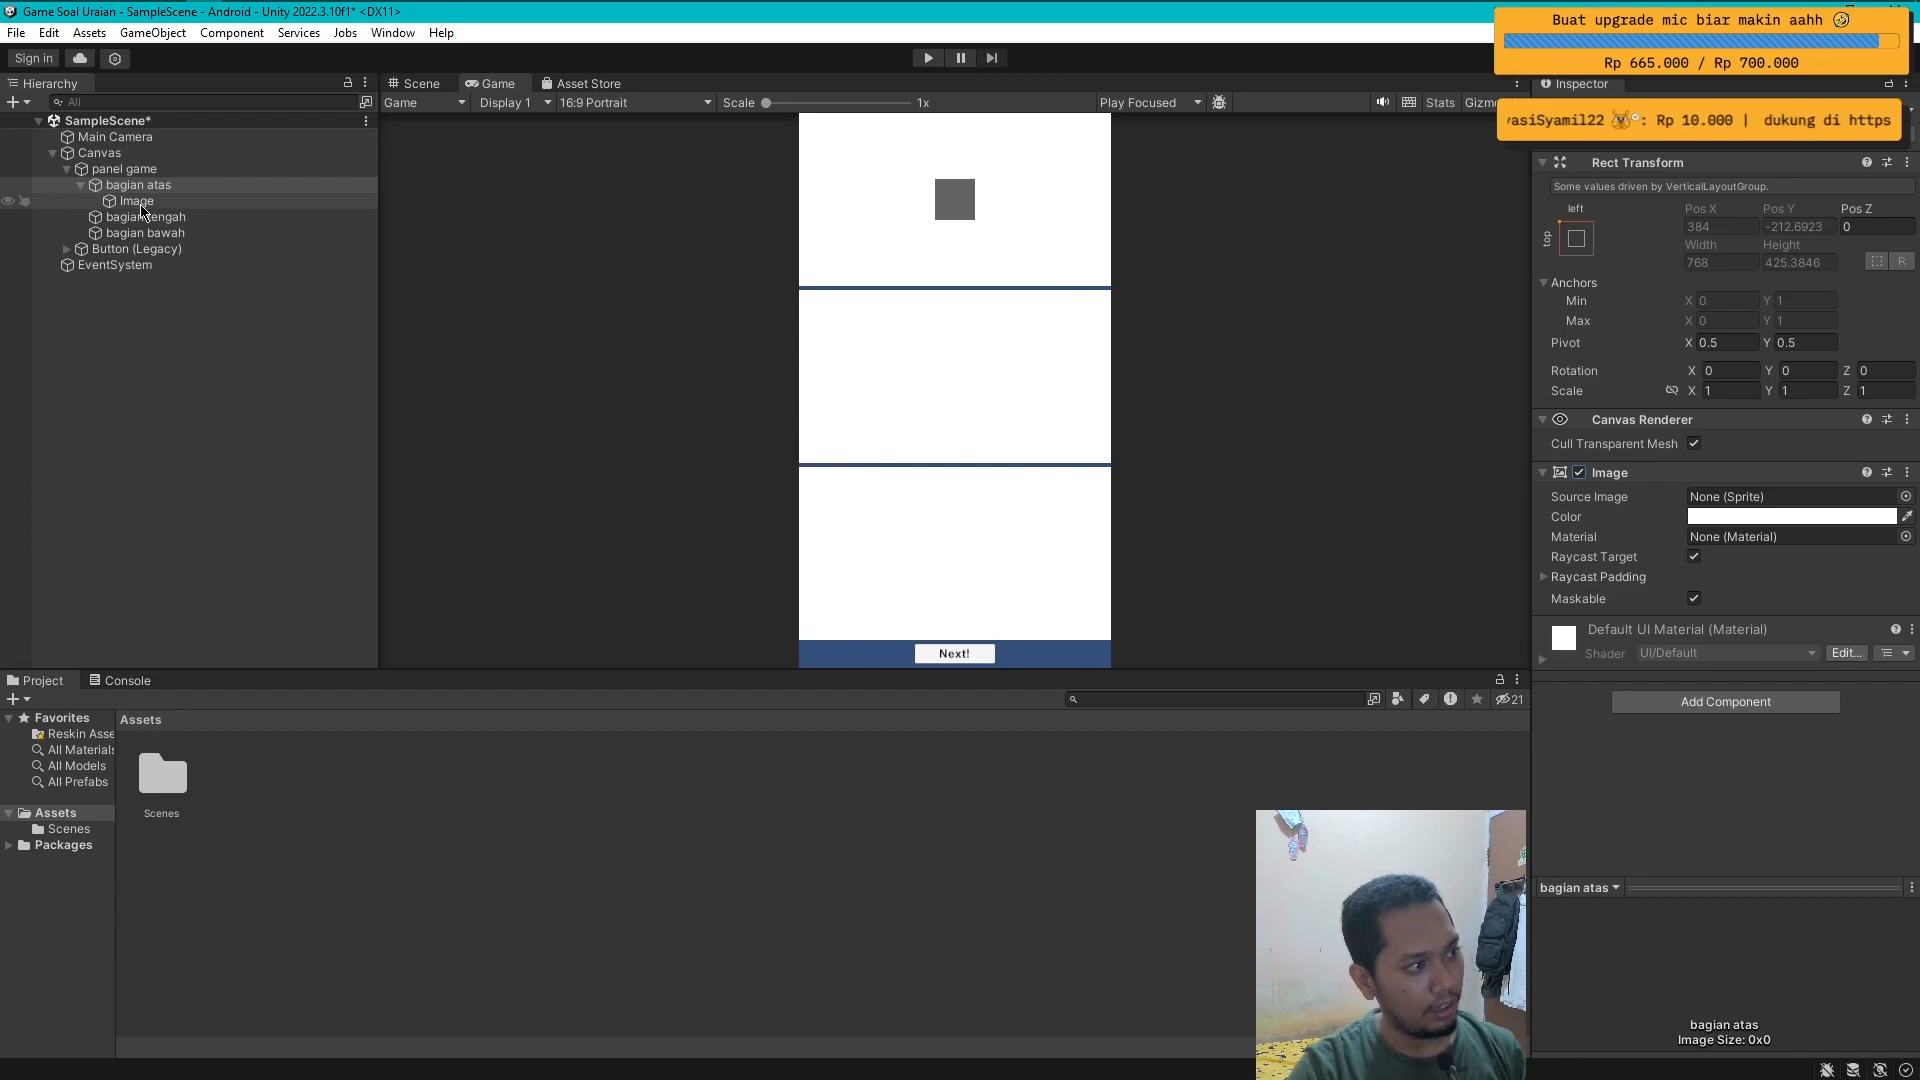 Game Soal Uraian - SampleScene - Android - Unity 2022.3.10f1* <DX11>
File Edit Assets GameObject Component Services Jobs Window Help
Buat upgrade mic biar makin aahh
Rp 665.000 / Rp 700.000
Sign in
Hierarchy
Scene Game Asset Store
Inspector
All
Game Display 1 16:9 Portrait Scale 1x Play Focused Stats Gizm
asiSyamil22 : Rp 10.000 | dukung di https
SampleScene*
Main Camera
Canvas
panel game
bagian atas
Image
bagian tengah
bagian bawah
Button (Legacy)
EventSystem
Next!
Rect Transform
Some values driven by VerticalLayoutGroup.
left Pos X Pos Y Pos Z
top 384 -212.6923 0
Width Height
768 425.3846 R
Anchors
Min X 0 Y 1
Max X 0 Y 1
Pivot X 0.5 Y 0.5
Rotation X 0 Y 0 Z 0
Scale X 1 Y 1 Z 1
Canvas Renderer
Cull Transparent Mesh
Image
Source Image None (Sprite)
Color
Material None (Material)
Raycast Target
Raycast Padding
Maskable
Default UI Material (Material)
Shader UI/Default Edit...
Add Component
bagian atas
bagian atas
Image Size: 0x0
Project Console
21
Favorites
Reskin Asse
All Materials
All Models
All Prefabs
Assets
Scenes
Packages
Assets
Scenes